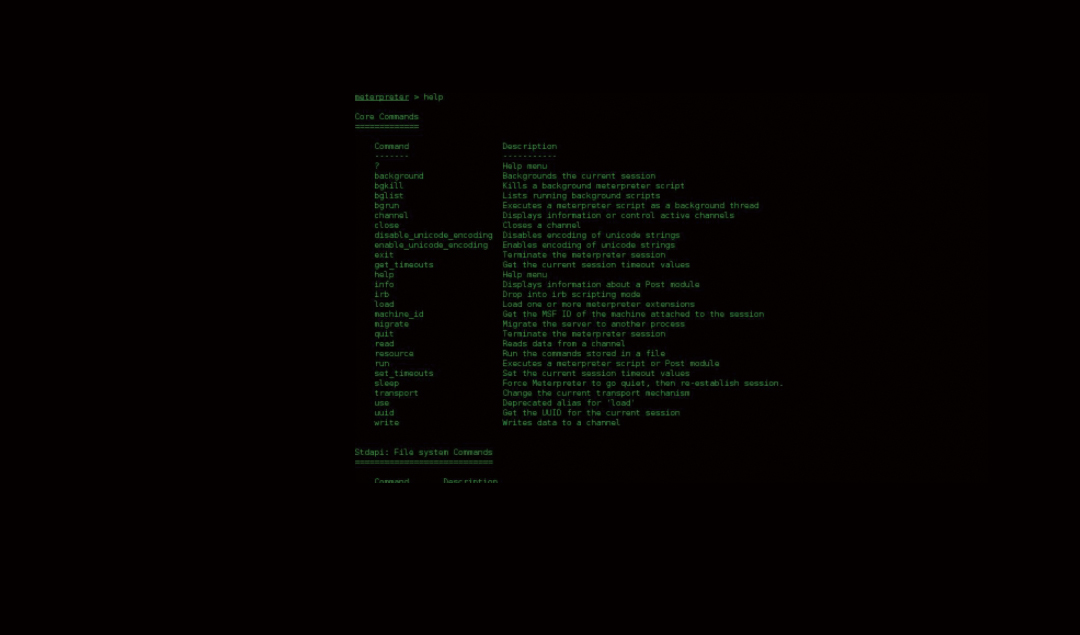 meterpreter > help
Core Commands
=============
Command Description
------- -----------
? Help menu
background Backgrounds the current session
bgkill Kills a background meterpreter script
bglist Lists running background scripts
bgrun Executes a meterpreter script as a background thread
channel Displays information or control active channels
close Closes a channel
disable_unicode_encoding Disables encoding of unicode strings
enable_unicode_encoding Enables encoding of unicode strings
exit Terminate the meterpreter session
get_timeouts Get the current session timeout values
help Help menu
info Displays information about a Post module
irb Drop into irb scripting mode
load Load one or more meterpreter extensions
machine_id Get the MSF ID of the machine attached to the session
migrate Migrate the server to another process
quit Terminate the meterpreter session
read Reads data from a channel
resource Run the commands stored in a file
run Executes a meterpreter script or Post module
set_timeouts Set the current session timeout values
sleep Force Meterpreter to go quiet, then re-establish session.
transport Change the current transport mechanism
use Deprecated alias for 'load'
uuid Get the UUID for the current session
write Writes data to a channel
Stdapi: File system Commands
============================
Command Description